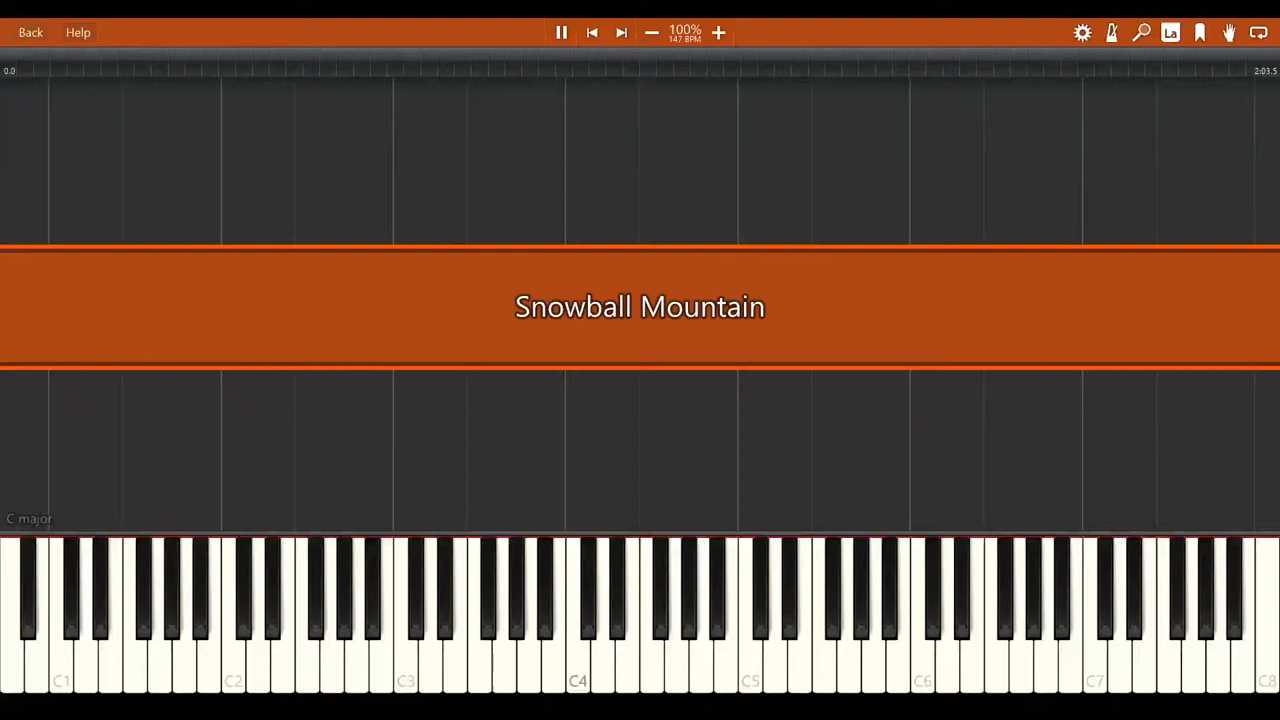 Back Help 100% La
147 BPM
0.0 2:03.5
Snowball Mountain
C major
C1 C2 C3 C4 C5 C6 C7 C8